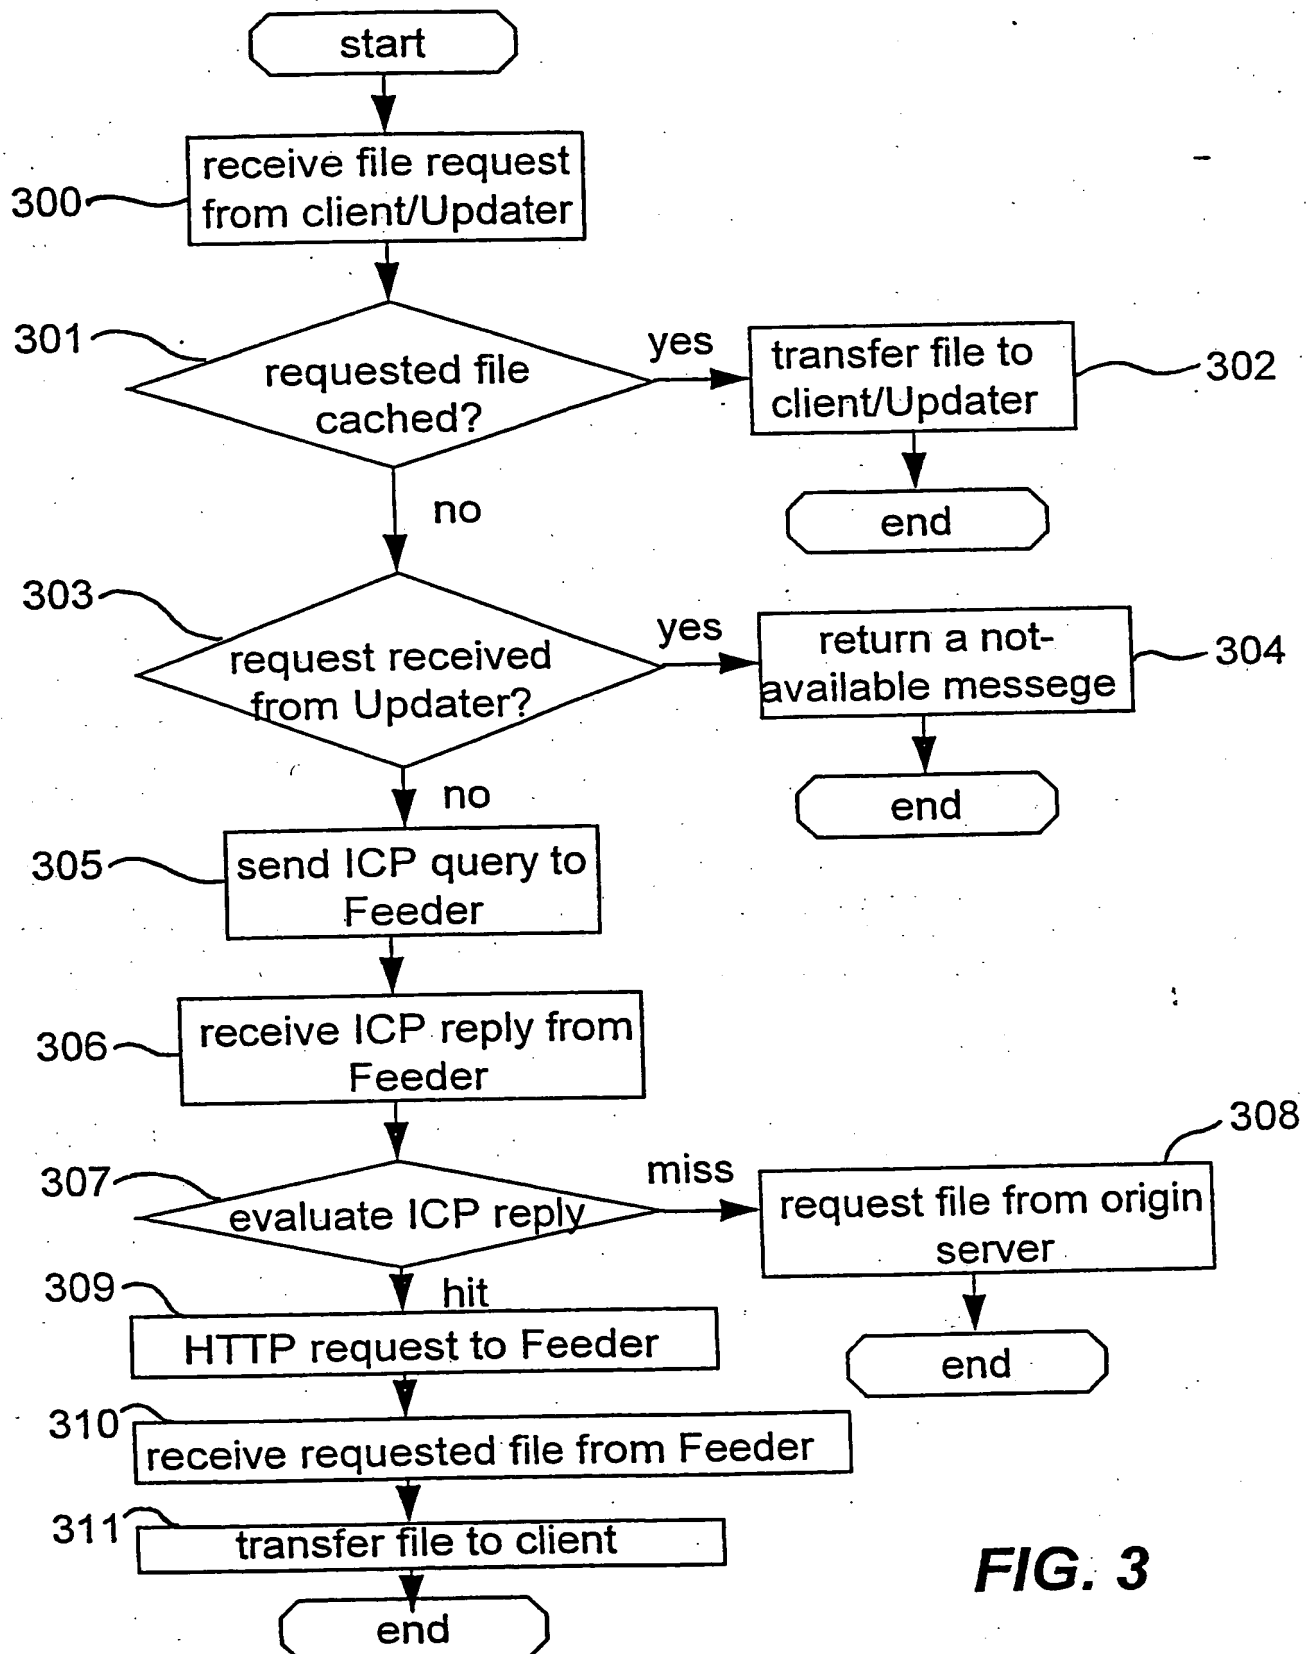 start
receive file request
300
from client/Updater
301
yes
transfer file to
302
requested file
client/Updater
cached?
no
end
303
yes
return a not-
304
request received
available messege
from Updater?
no
end
305
send ICP query to
Feeder
receive ICP reply from
306
Feeder
308
307
miss
evaluate ICP reply
request file from origin
server
309
hit
HTTP request to Feeder
end
310
receive requested file from Feeder
311
transfer file to client
FIG. 3
end